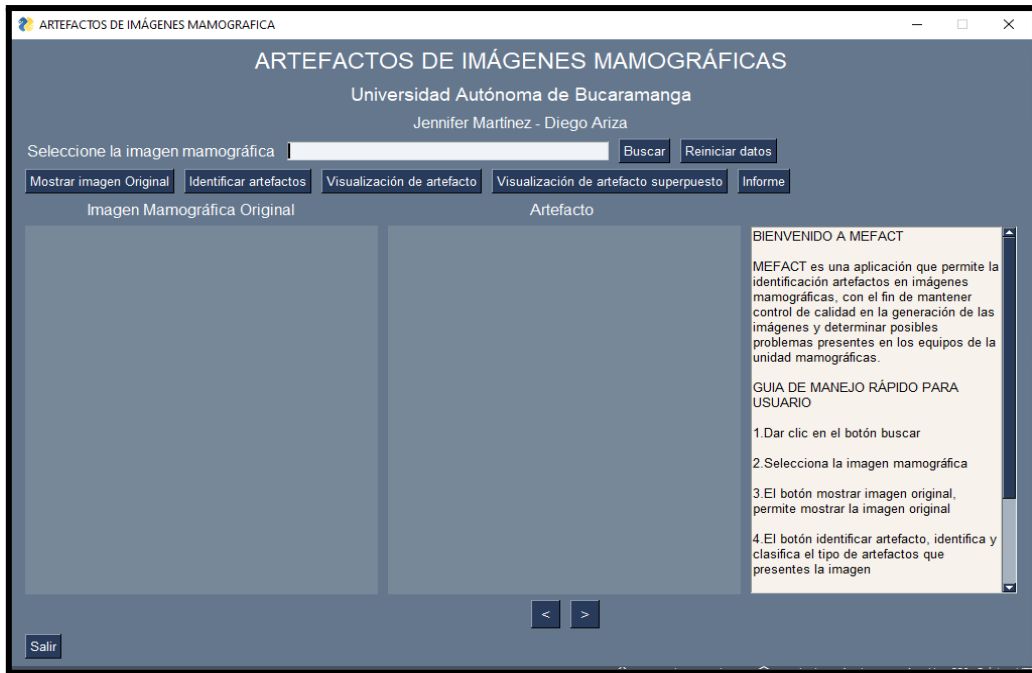 ARTEFACTOS DE IMÁGENES MAMOGRAFICA
ARTEFACTOS DE IMÁGENES MAMOGRÁFICAS
Universidad Autónoma de Bucaramanga
Jennifer Martínez - Diego Ariza
Seleccione la imagen mamográfica
Buscar
Reiniciar datos
Mostrar imagen Original
Identificar artefactos
Visualización de artefacto
Visualización de artefacto superpuesto
Informe
Imagen Mamográfica Original
Artefacto
BIENVENIDO A MEFACT
MEFACT es una aplicación que permite la
identificación artefactos en imágenes
mamográficas, con el fin de mantener
control de calidad en la generación de las
imágenes y determinar posibles
problemas presentes en los equipos de la
unidad mamográficas.
GUIA DE MANEJO RÁPIDO PARA
USUARIO
1.Dar clic en el botón buscar
2.Selecciona la imagen mamográfica
3.El botón mostrar imagen original,
permite mostrar la imagen original
4.El botón identificar artefacto, identifica y
clasifica el tipo de artefactos que
presentes la imagen
<
>
Salir